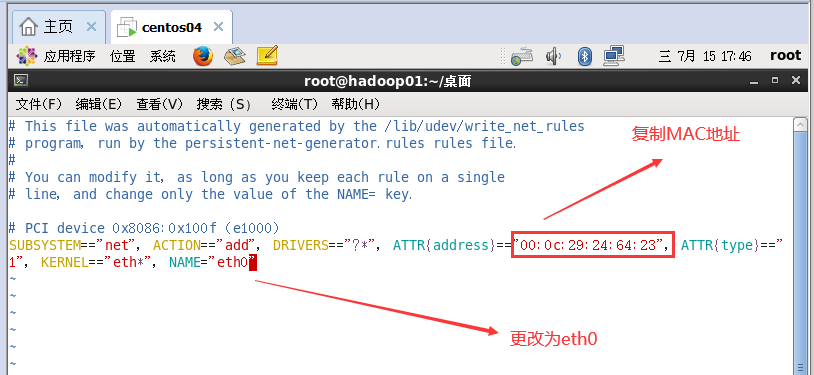 主页
centos04
应用程序 位置 系统
三 7月 15 17:46 root
root@hadoop01:~/桌面
文件(F) 编辑(E) 查看(V) 搜索 (S) 终端(T) 帮助(H)
# This file was automatically generated by the /lib/udev/write_net_rules
# program, run by the persistent-net-generator.rules rules file.
#
# You can modify it, as long as you keep each rule on a single
# line, and change only the value of the NAME= key.
# PCI device 0x8086:0x100f (e1000)
SUBSYSTEM=="net", ACTION=="add", DRIVERS=="?*", ATTR{address}=="00:0c:29:24:64:23", ATTR{type}=="
1", KERNEL=="eth*", NAME="eth0"
~
~
~
~
~
复制MAC地址
更改为eth0